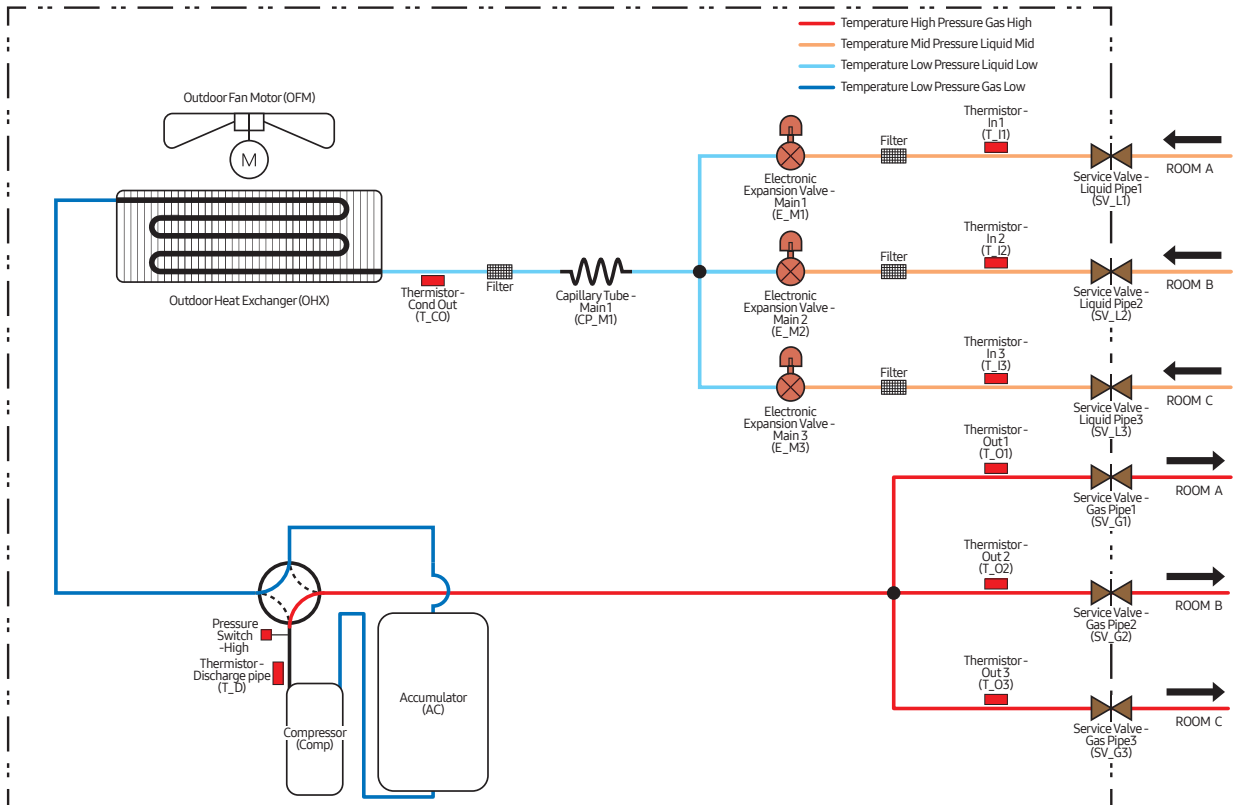 Temperature High Pressure Gas High
Temperature Mid Pressure Liquid Mid
Temperature Low Pressure Liquid Low
Temperature Low Pressure Gas Low
Outdoor Fan Motor (OFM)
M
Outdoor Heat Exchanger (OHX)
Thermistor-
Cond Out
(T_CO)
Filter
Capillary Tube -
Main 1
(CP_M1)
Electronic
Expansion Valve -
Main 1
(E_M1)
Filter
Thermistor-
In 1
(T_I1)
Service Valve -
Liquid Pipe1
(SV_L1)
ROOM A
Electronic
Expansion Valve -
Main 2
(E_M2)
Filter
Thermistor-
In 2
(T_I2)
Service Valve -
Liquid Pipe2
(SV_L2)
ROOM B
Electronic
Expansion Valve -
Main 3
(E_M3)
Filter
Thermistor-
In 3
(T_I3)
Service Valve -
Liquid Pipe3
(SV_L3)
ROOM C
Thermistor-
Out 1
(T_O1)
Service Valve -
Gas Pipe1
(SV_G1)
ROOM A
Thermistor-
Out 2
(T_O2)
Service Valve -
Gas Pipe2
(SV_G2)
ROOM B
Thermistor-
Out 3
(T_O3)
Service Valve -
Gas Pipe3
(SV_G3)
ROOM C
Pressure
Switch
-High
Thermistor-
Discharge pipe
(T_D)
Compressor
(Comp)
Accumulator
(AC)